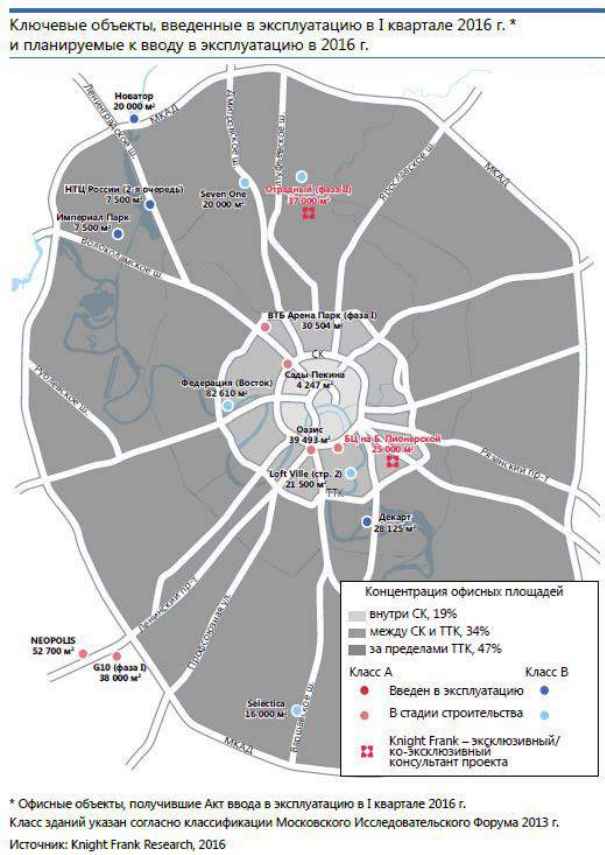 Ключевые объекты, введенные в эксплуатацию в I квартале 2016 г. *
и планируемые к вводу в эксплуатацию в 2016 г.
Новатор
20 000 м²
МКАД
Ленинградское ш.
Дмитровское ш.
Ярославское ш.
МКАД
НТЦ России (2-я очередь)
7 500 м²
Seven One
20 000 м²
Отрадный (фаза II)
37 000 м²
Империал Парк
7 500 м²
Волоколамское ш.
ВТБ Арена Парк (фаза I)
30 504 м²
СК
Сады Пекина
4 247 м²
Рублевское ш.
Федерация (Восток)
82 610 м²
Оазис
39 493 м²
БЦ на Б. Пионерской
25 000 м²
Рязанский пр-т
Loft Ville (стр. 2)
21 500 м²
ТТК
Декарт
28 125 м²
Ленинский пр-т
Профсоюзная ул.
NEOPOLIS
52 700 м²
G10 (фаза I)
38 000 м²
Selectica
16 000 м²
Варшавское ш.
МКАД
Концентрация офисных площадей
внутри СК, 19%
между СК и ТТК, 34%
за пределами ТТК, 47%
Класс А Класс В
Введен в эксплуатацию
В стадии строительства
Knight Frank – эксклюзивный/
ко-эксклюзивный
консультант проекта
* Офисные объекты, получившие Акт ввода в эксплуатацию в I квартале 2016 г.
Класс зданий указан согласно классификации Московского Исследовательского Форума 2013 г.
Источник: Knight Frank Research, 2016